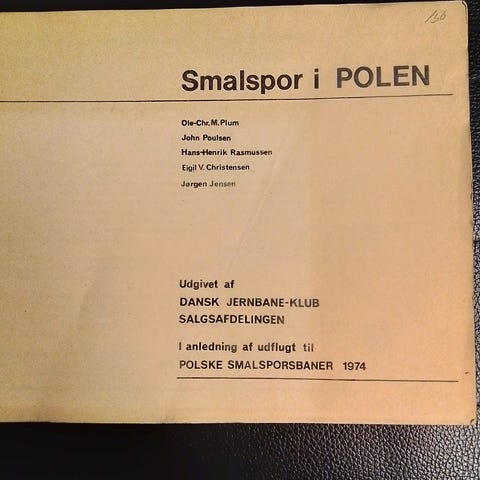 Smalspor i POLEN
Ole-Chr. M. Plum
John Poulsen
Hans-Henrik Rasmussen
Eigil V. Christensen
Jørgen Jensen
Udgivet af
DANSK JERNBANE-KLUB
SALGSAFDELINGEN
I anledning af udflugt til
POLSKE SMALSPORSBANER 1974